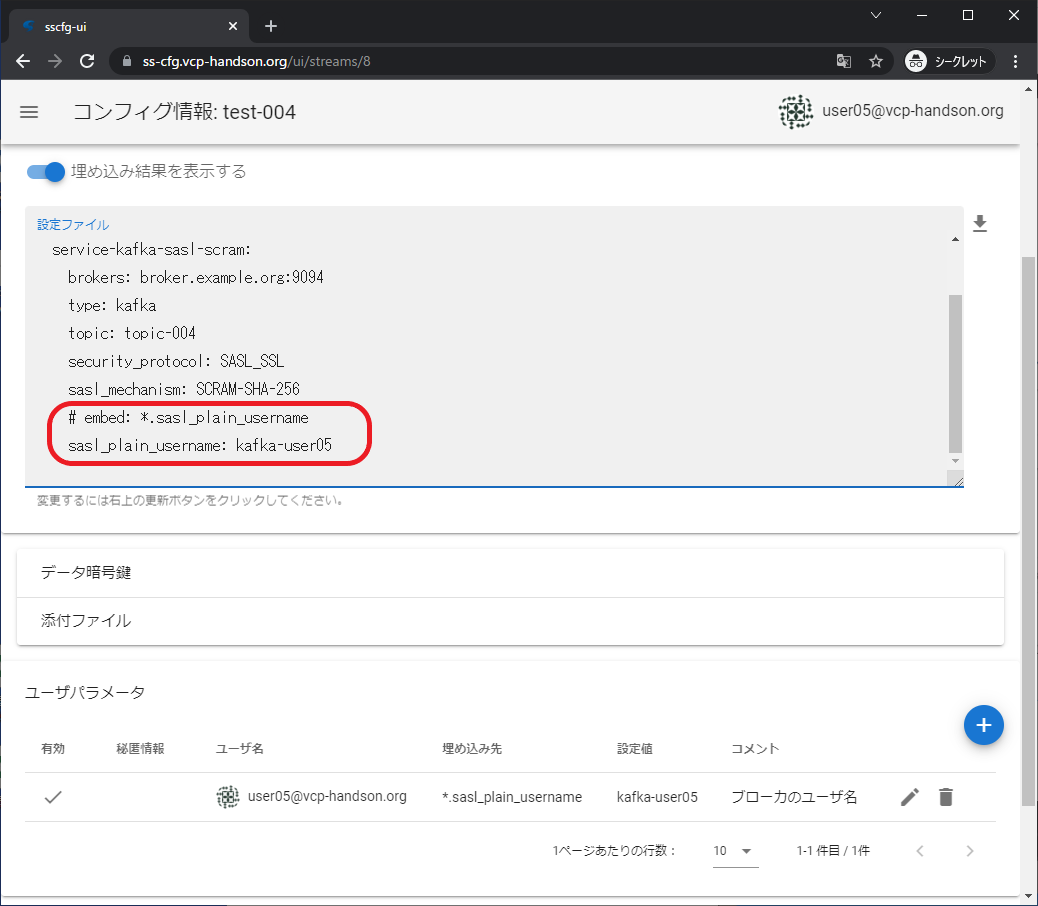 sscfg-ui
ss-cfg.vcp-handson.org/ui/streams/8
シークレット
コンフィグ情報: test-004
user05@vcp-handson.org
埋め込み結果を表示する
設定ファイル
service-kafka-sasl-scram:
brokers: broker.example.org:9094
type: kafka
topic: topic-004
security_protocol: SASL_SSL
sasl_mechanism: SCRAM-SHA-256
# embed: *.sasl_plain_username
sasl_plain_username: kafka-user05
変更するには右上の更新ボタンをクリックしてください。
データ暗号鍵
添付ファイル
ユーザパラメータ
有効 秘匿情報 ユーザ名 埋め込み先 設定値 コメント
user05@vcp-handson.org *.sasl_plain_username kafka-user05 ブローカのユーザ名
1ページあたりの行数： 10 1-1 件目 / 1件